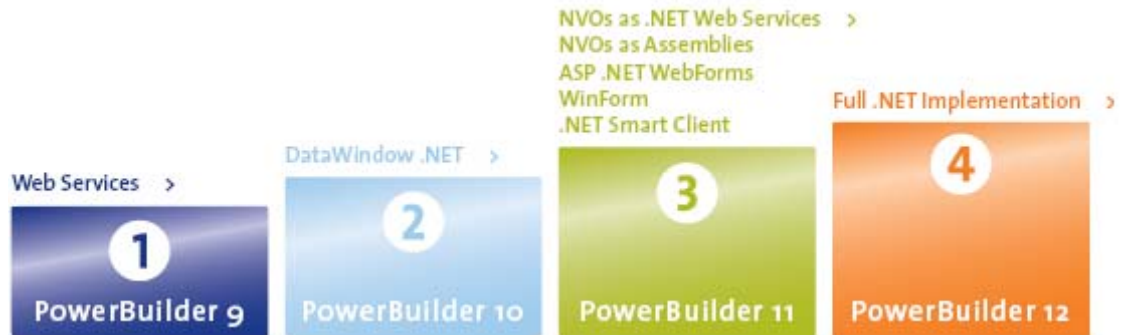 Web Services >
1
PowerBuilder 9
DataWindow .NET >
2
PowerBuilder 10
NVOs as .NET Web Services >
NVOs as Assemblies
ASP .NET WebForms
WinForm
.NET Smart Client
3
PowerBuilder 11
Full .NET Implementation >
4
PowerBuilder 12